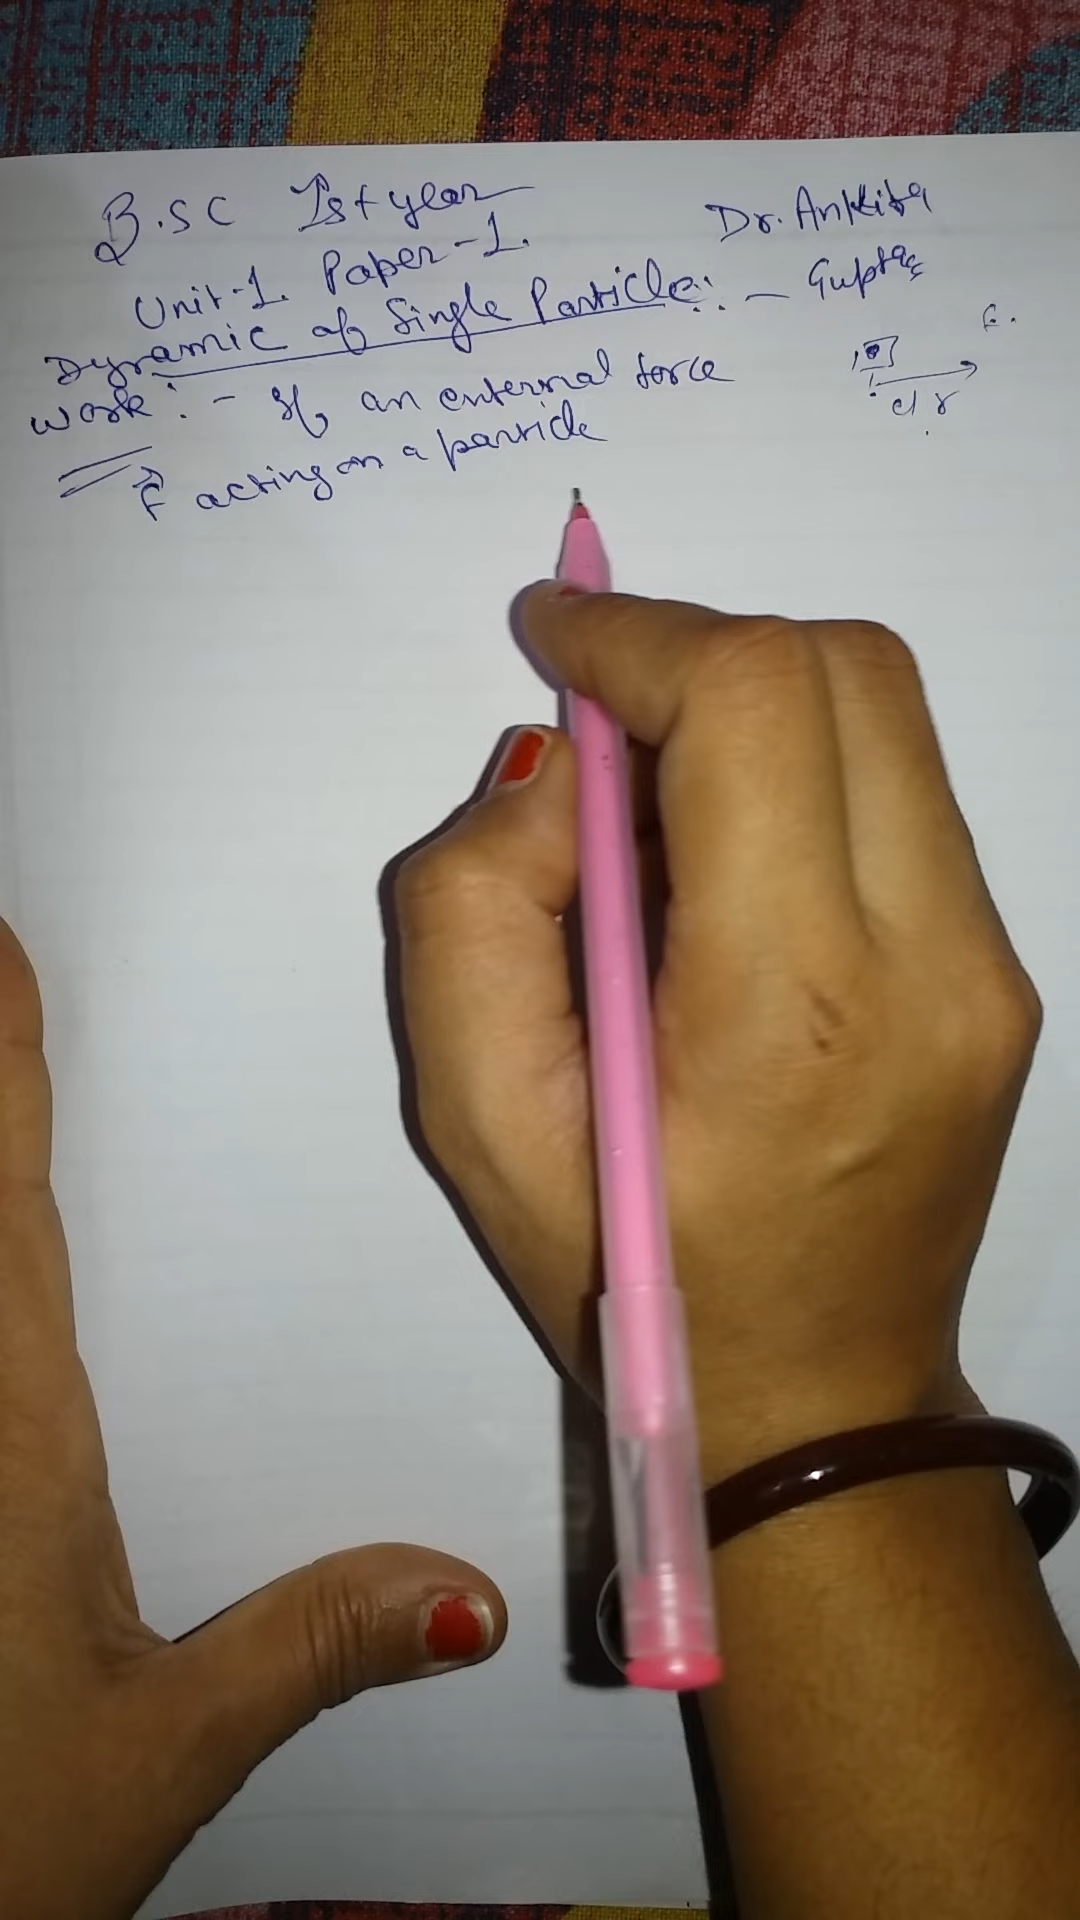 B.SC Ist year
Dr. Ankita
Unit-1. Paper-1.
Gupta
Dynamic of Single Particle:-
work:- If an external force
F⃗ acting on a particle
dr
F.